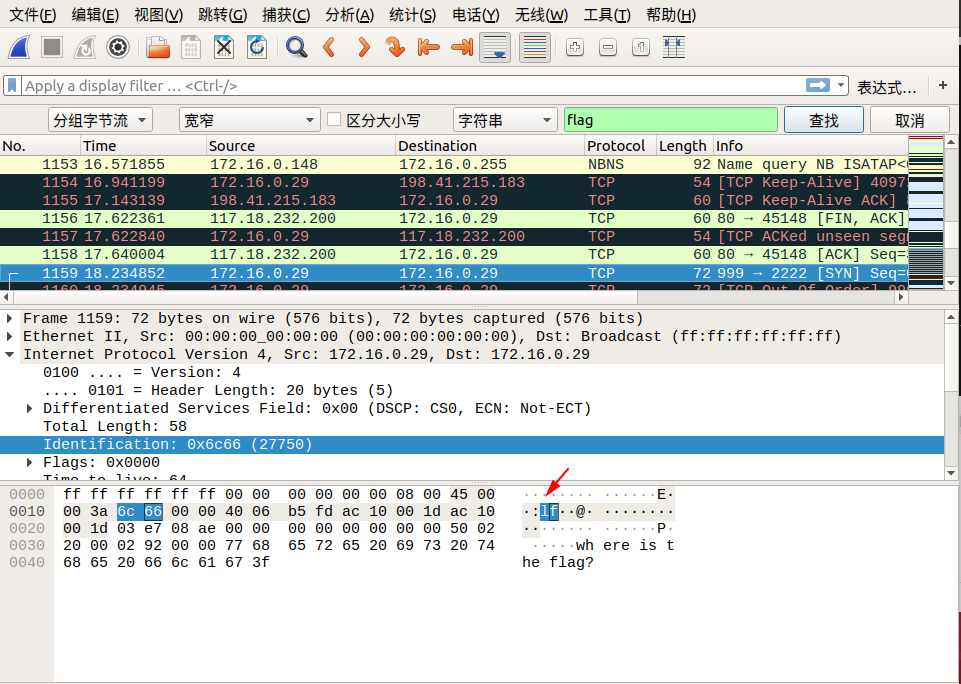 文件(F) 编辑(E) 视图(V) 跳转(G) 捕获(C) 分析(A) 统计(S) 电话(Y) 无线(W) 工具(T) 帮助(H)
Apply a display filter … <Ctrl-/> 表达式… +
分组字节流 宽窄 区分大小写 字符串 flag 查找 取消
No. Time Source Destination Protocol Length Info
1153 16.571855 172.16.0.148 172.16.0.255 NBNS 92 Name query NB ISATAP<
1154 16.941199 172.16.0.29 198.41.215.183 TCP 54 [TCP Keep-Alive] 4097
1155 17.143139 198.41.215.183 172.16.0.29 TCP 60 [TCP Keep-Alive ACK]
1156 17.622361 117.18.232.200 172.16.0.29 TCP 60 80 → 45148 [FIN, ACK]
1157 17.622840 172.16.0.29 117.18.232.200 TCP 54 [TCP ACKed unseen seg
1158 17.640004 117.18.232.200 172.16.0.29 TCP 60 80 → 45148 [ACK] Seq=
1159 18.234852 172.16.0.29 172.16.0.29 TCP 72 999 → 2222 [SYN] Seq=
1160 18.234945 172.16.0.29 172.16.0.29 TCP 72 [TCP Out-Of-Order] 99
Frame 1159: 72 bytes on wire (576 bits), 72 bytes captured (576 bits)
Ethernet II, Src: 00:00:00_00:00:00 (00:00:00:00:00:00), Dst: Broadcast (ff:ff:ff:ff:ff:ff)
Internet Protocol Version 4, Src: 172.16.0.29, Dst: 172.16.0.29
0100 .... = Version: 4
.... 0101 = Header Length: 20 bytes (5)
Differentiated Services Field: 0x00 (DSCP: CS0, ECN: Not-ECT)
Total Length: 58
Identification: 0x6c66 (27750)
Flags: 0x0000
Time to live: 64
0000 ff ff ff ff ff ff 00 00 00 00 00 00 08 00 45 00 ········ ······E·
0010 00 3a 6c 66 00 00 40 06 b5 fd ac 10 00 1d ac 10 ·:lf··@· ········
0020 00 1d 03 e7 08 ae 00 00 00 00 00 00 00 00 50 02 ········ ······P·
0030 20 00 02 92 00 00 77 68 65 72 65 20 69 73 20 74 ·····wh ere is t
0040 68 65 20 66 6c 61 67 3f he flag?